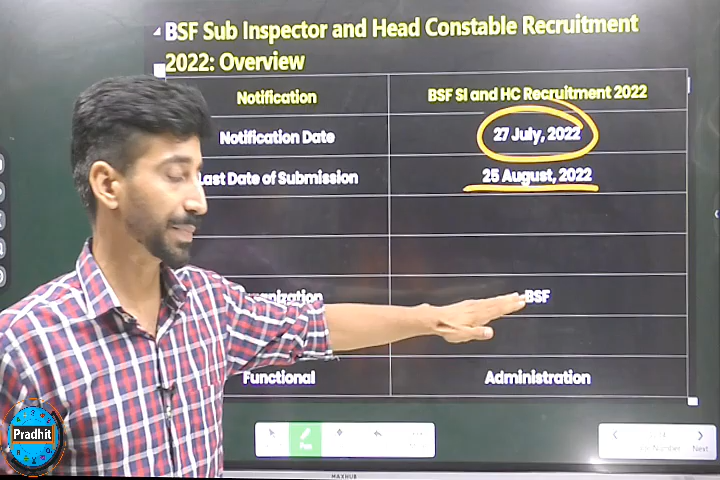 BSF Sub Inspector and Head Constable Recruitment
2022: Overview
Notification BSF SI and HC Recruitment 2022
Notification Date 27 July, 2022
Last Date of Submission 25 August, 2022
BSF
Functional Administration
Pen
Next
MAXHUB
Pradhit